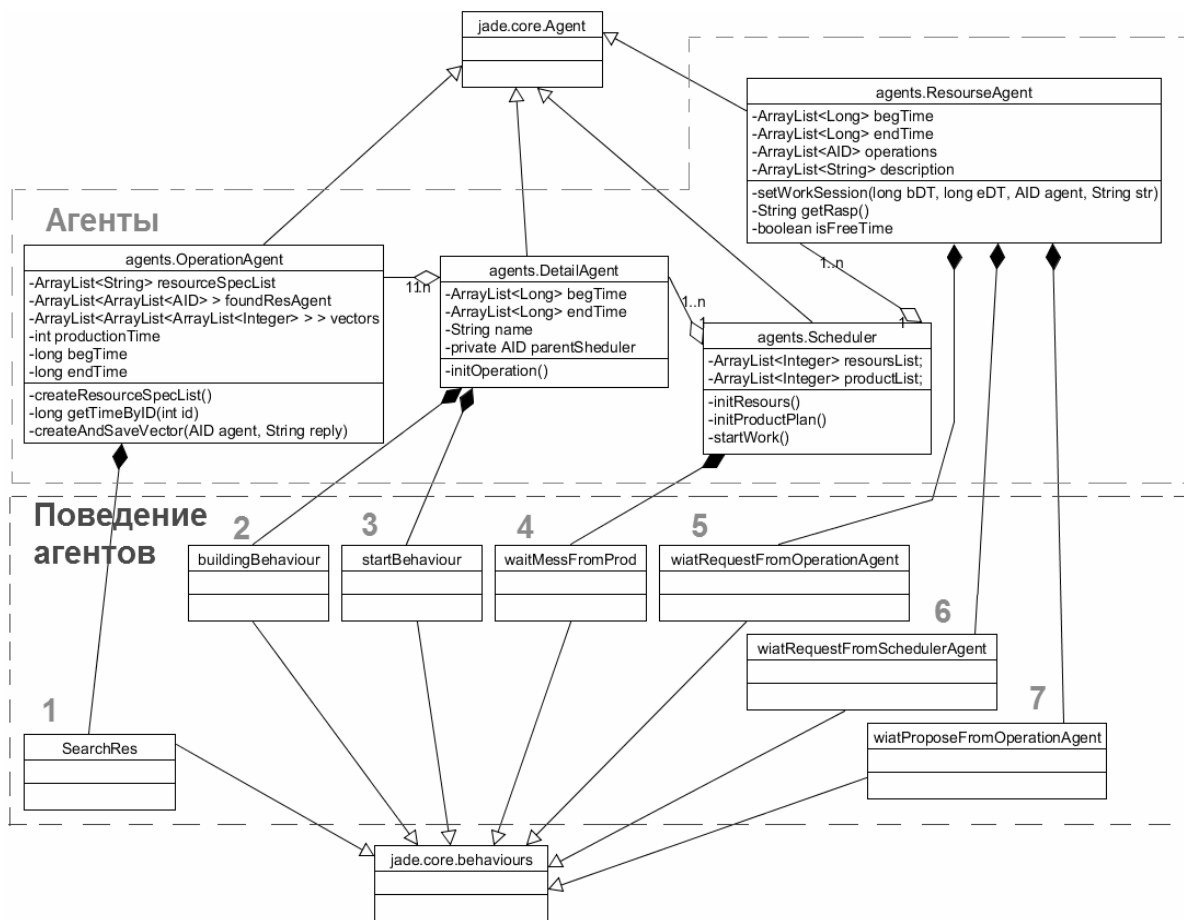 jade.core.Agent
agents.ResourseAgent
-ArrayList<Long> begTime
-ArrayList<Long> endTime
-ArrayList<AID> operations
-ArrayList<String> description
-setWorkSession(long bDT, long eDT, AID agent, String str)
-String getRasp()
-boolean isFreeTime
Агенты
agents.OperationAgent
-ArrayList<String> resourceSpecList
-ArrayList<ArrayList<AID> > foundResAgent
-ArrayList<ArrayList<ArrayList<Integer> > > vectors
-int productionTime
-long begTime
-long endTime
-createResourceSpecList()
-long getTimeByID(int id)
-createAndSaveVector(AID agent, String reply)
11n
agents.DetailAgent
-ArrayList<Long> begTime
-ArrayList<Long> endTime
-String name
-private AID parentSheduler
-initOperation()
1..n
1
1..n
1
agents.Scheduler
-ArrayList<Integer> resoursList;
-ArrayList<Integer> productList;
-initResours()
-initProductPlan()
-startWork()
Поведение
агентов
2
3
4
5
buildingBehaviour
startBehaviour
waitMessFromProd
wiatRequestFromOperationAgent
6
wiatRequestFromSchedulerAgent
7
wiatProposeFromOperationAgent
1
SearchRes
jade.core.behaviours